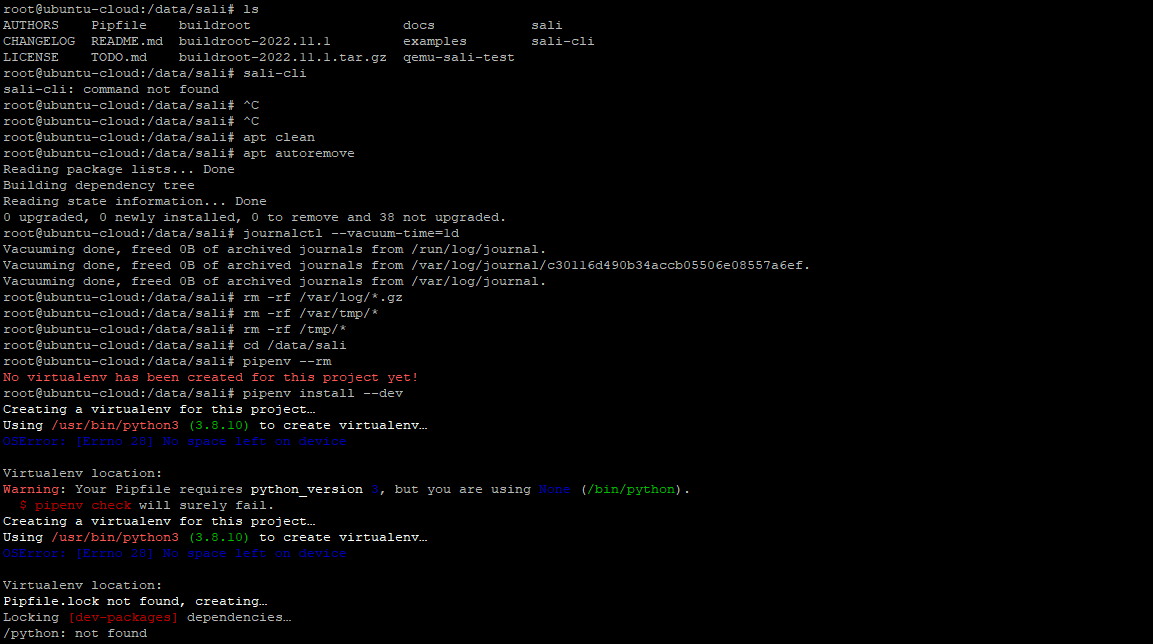 root@ubuntu-cloud:/data/sali# ls
AUTHORS    Pipfile    buildroot                   docs            sali
CHANGELOG  README.md  buildroot-2022.11.1         examples        sali-cli
LICENSE    TODO.md    buildroot-2022.11.1.tar.gz  qemu-sali-test
root@ubuntu-cloud:/data/sali# sali-cli
sali-cli: command not found
root@ubuntu-cloud:/data/sali# ^C
root@ubuntu-cloud:/data/sali# ^C
root@ubuntu-cloud:/data/sali# apt clean
root@ubuntu-cloud:/data/sali# apt autoremove
Reading package lists... Done
Building dependency tree
Reading state information... Done
0 upgraded, 0 newly installed, 0 to remove and 38 not upgraded.
root@ubuntu-cloud:/data/sali# journalctl --vacuum-time=1d
Vacuuming done, freed 0B of archived journals from /run/log/journal.
Vacuuming done, freed 0B of archived journals from /var/log/journal/c30116d490b34accb05506e08557a6ef.
Vacuuming done, freed 0B of archived journals from /var/log/journal.
root@ubuntu-cloud:/data/sali# rm -rf /var/log/*.gz
root@ubuntu-cloud:/data/sali# rm -rf /var/tmp/*
root@ubuntu-cloud:/data/sali# rm -rf /tmp/*
root@ubuntu-cloud:/data/sali# cd /data/sali
root@ubuntu-cloud:/data/sali# pipenv --rm
No virtualenv has been created for this project yet!
root@ubuntu-cloud:/data/sali# pipenv install --dev
Creating a virtualenv for this project…
Using /usr/bin/python3 (3.8.10) to create virtualenv…
OSError: [Errno 28] No space left on device
Virtualenv location:
Warning: Your Pipfile requires python_version 3, but you are using None (/bin/python).
  $ pipenv check will surely fail.
Creating a virtualenv for this project…
Using /usr/bin/python3 (3.8.10) to create virtualenv…
OSError: [Errno 28] No space left on device
Virtualenv location:
Pipfile.lock not found, creating…
Locking [dev-packages] dependencies…
/python: not found